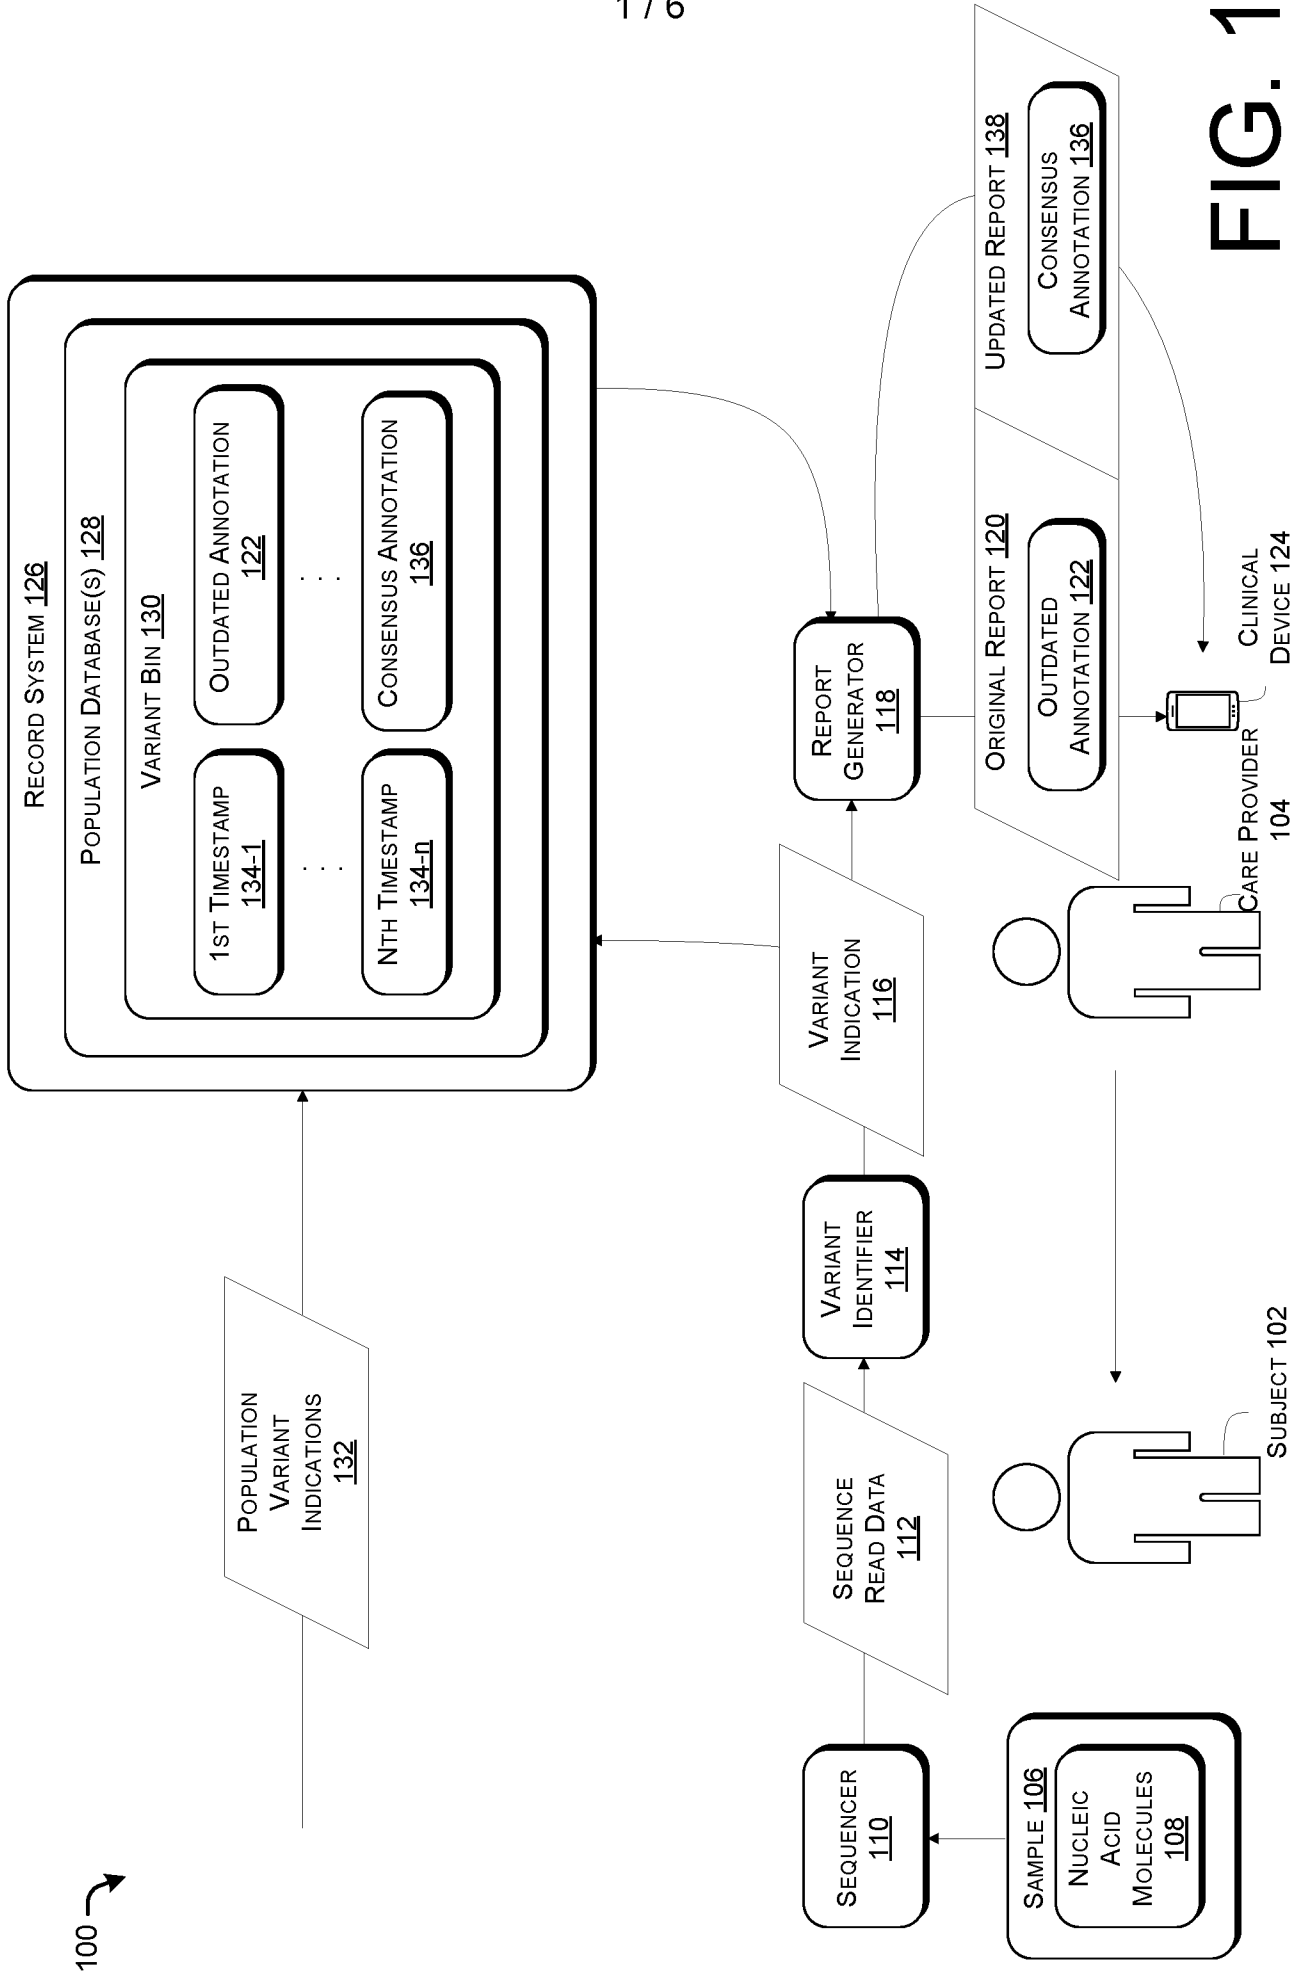 1 / 6
100
RECORD SYSTEM 126
POPULATION DATABASE(S) 128
VARIANT BIN 130
1ST TIMESTAMP
134-1
OUTDATED ANNOTATION
122
. . .
. . .
NTH TIMESTAMP
134-n
CONSENSUS ANNOTATION
136
POPULATION
VARIANT
INDICATIONS
132
SEQUENCER
110
SEQUENCE
READ DATA
112
VARIANT
IDENTIFIER
114
VARIANT
INDICATION
116
REPORT
GENERATOR
118
SAMPLE 106
NUCLEIC
ACID
MOLECULES
108
SUBJECT 102
CARE PROVIDER
104
CLINICAL
DEVICE 124
ORIGINAL REPORT 120
OUTDATED
ANNOTATION 122
UPDATED REPORT 138
CONSENSUS
ANNOTATION 136
FIG. 1